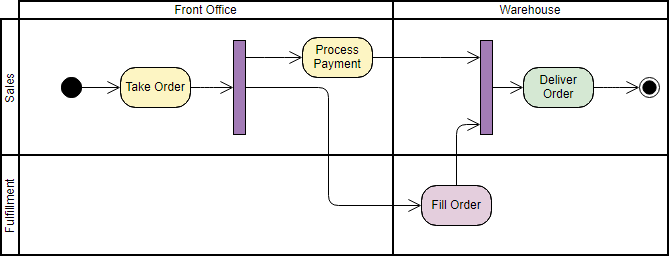 Front Office
Warehouse
Sales
Take Order
Process
Payment
Deliver
Order
Fulfillment
Fill Order